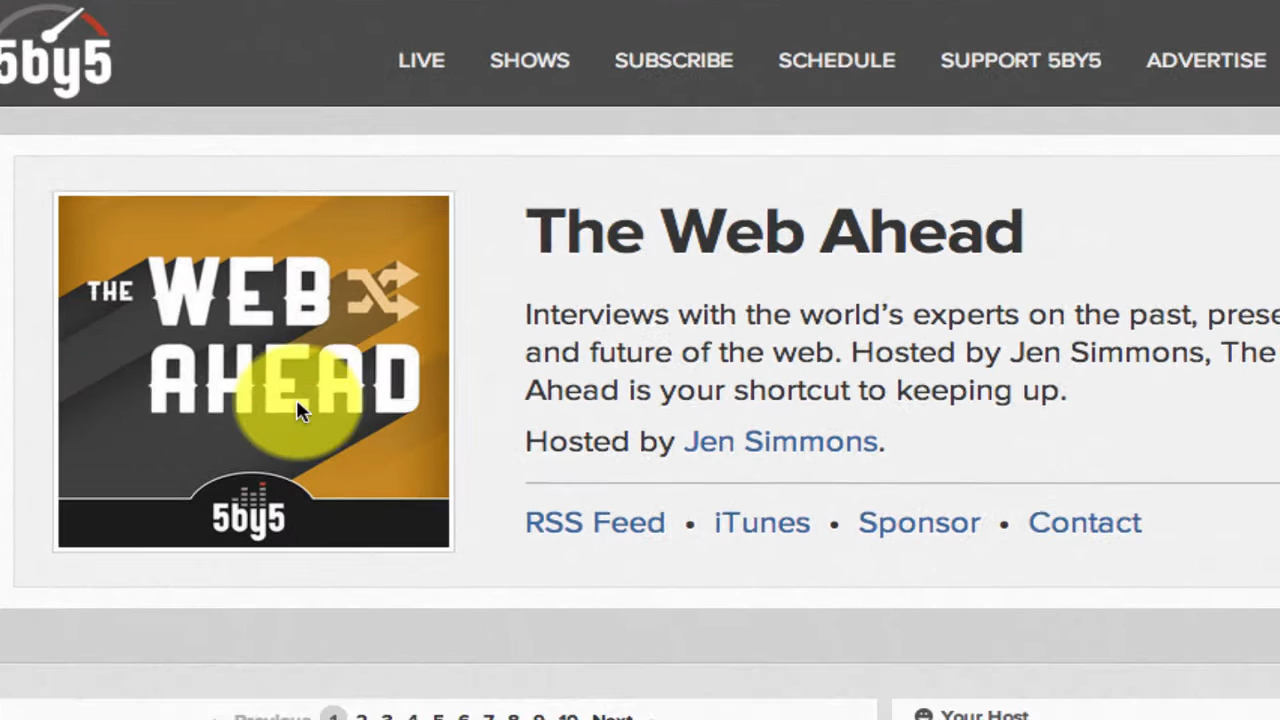 5by5
LIVE SHOWS SUBSCRIBE SCHEDULE SUPPORT 5BY5 ADVERTISE
THE WEB
AHEAD
5by5
The Web Ahead
Interviews with the world’s experts on the past, prese
and future of the web. Hosted by Jen Simmons, The
Ahead is your shortcut to keeping up.
Hosted by Jen Simmons.
RSS Feed • iTunes • Sponsor • Contact
Previous 1 2 3 4 5 6 7 8 9 10 Next
Your Host